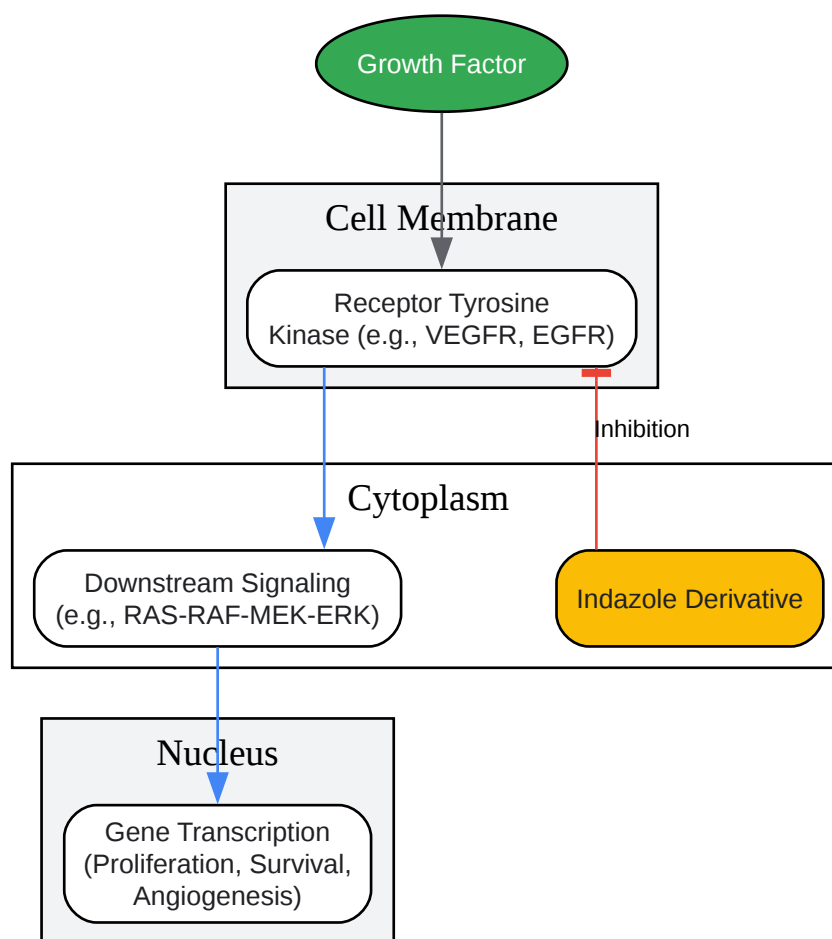 Growth Factor
Cell Membrane
Receptor Tyrosine
Kinase (e.g., VEGFR, EGFR)
Inhibition
Cytoplasm
Downstream Signaling
(e.g., RAS-RAF-MEK-ERK)
Indazole Derivative
Nucleus
Gene Transcription
(Proliferation, Survival,
Angiogenesis)